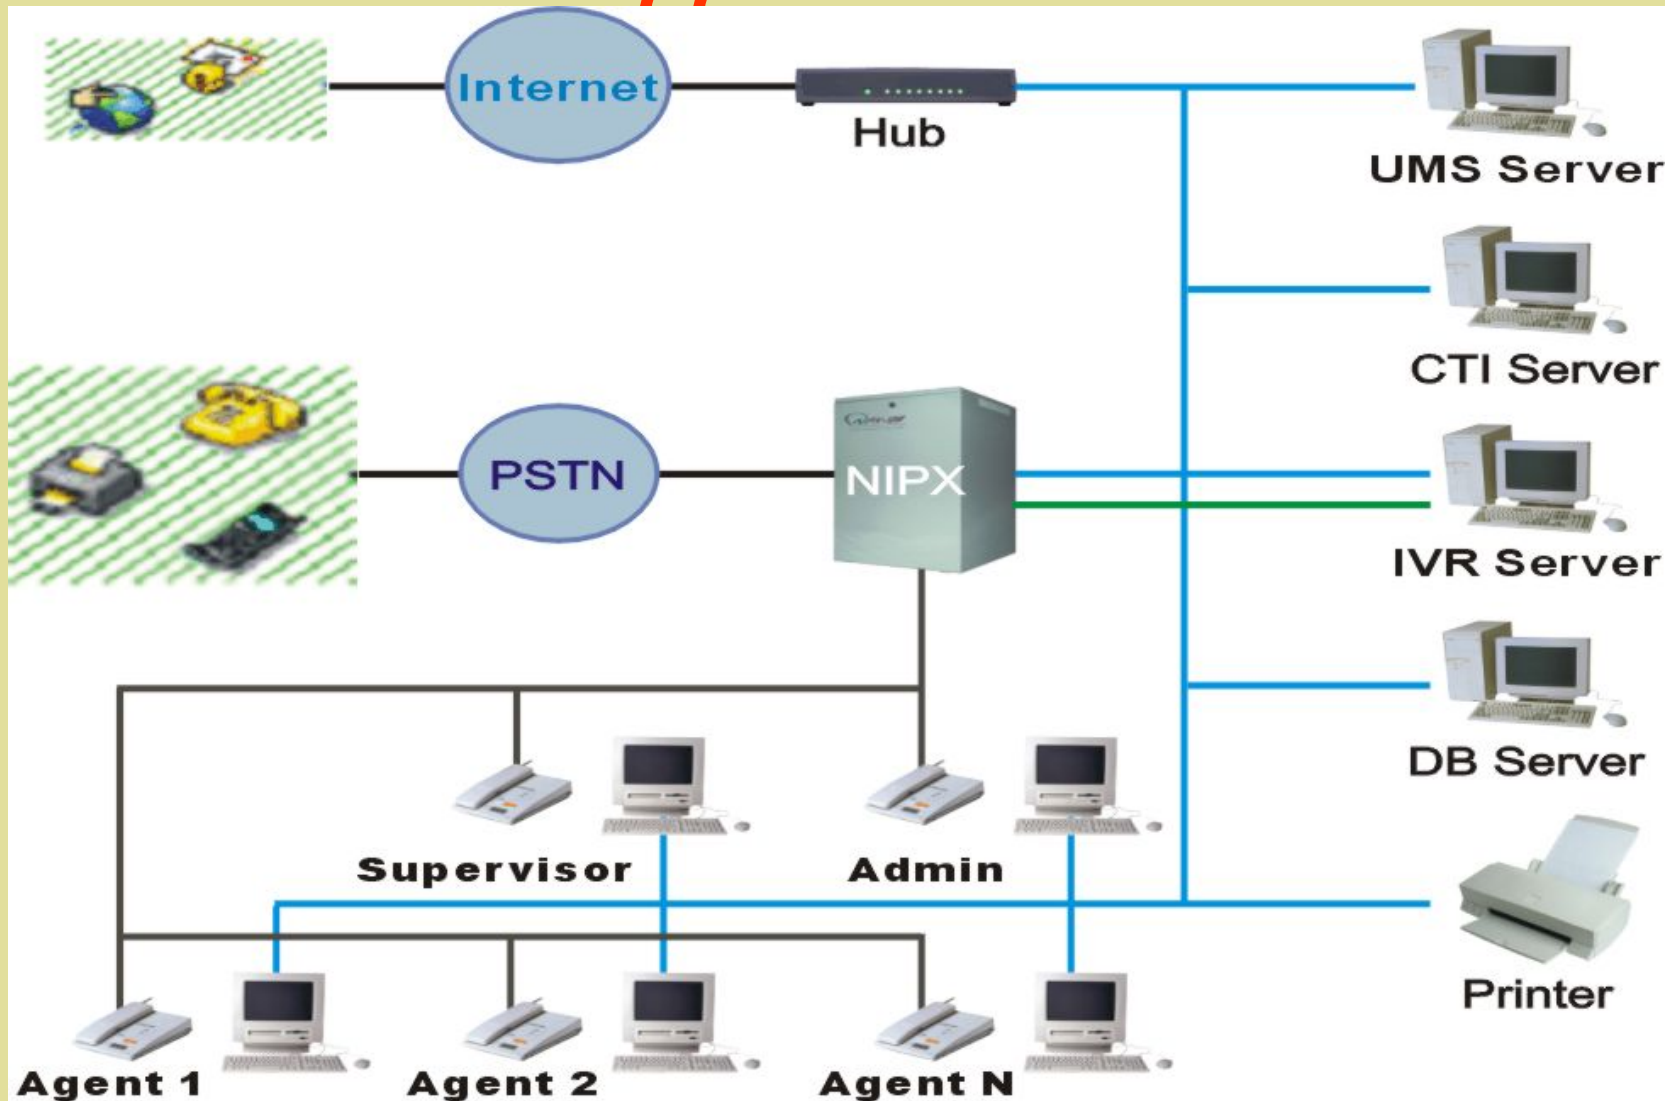 Internet
Hub
UMS Server
CTI Server
PSTN
NIPX
IVR Server
DB Server
Supervisor
Admin
Printer
Agent 1
Agent 2
Agent N